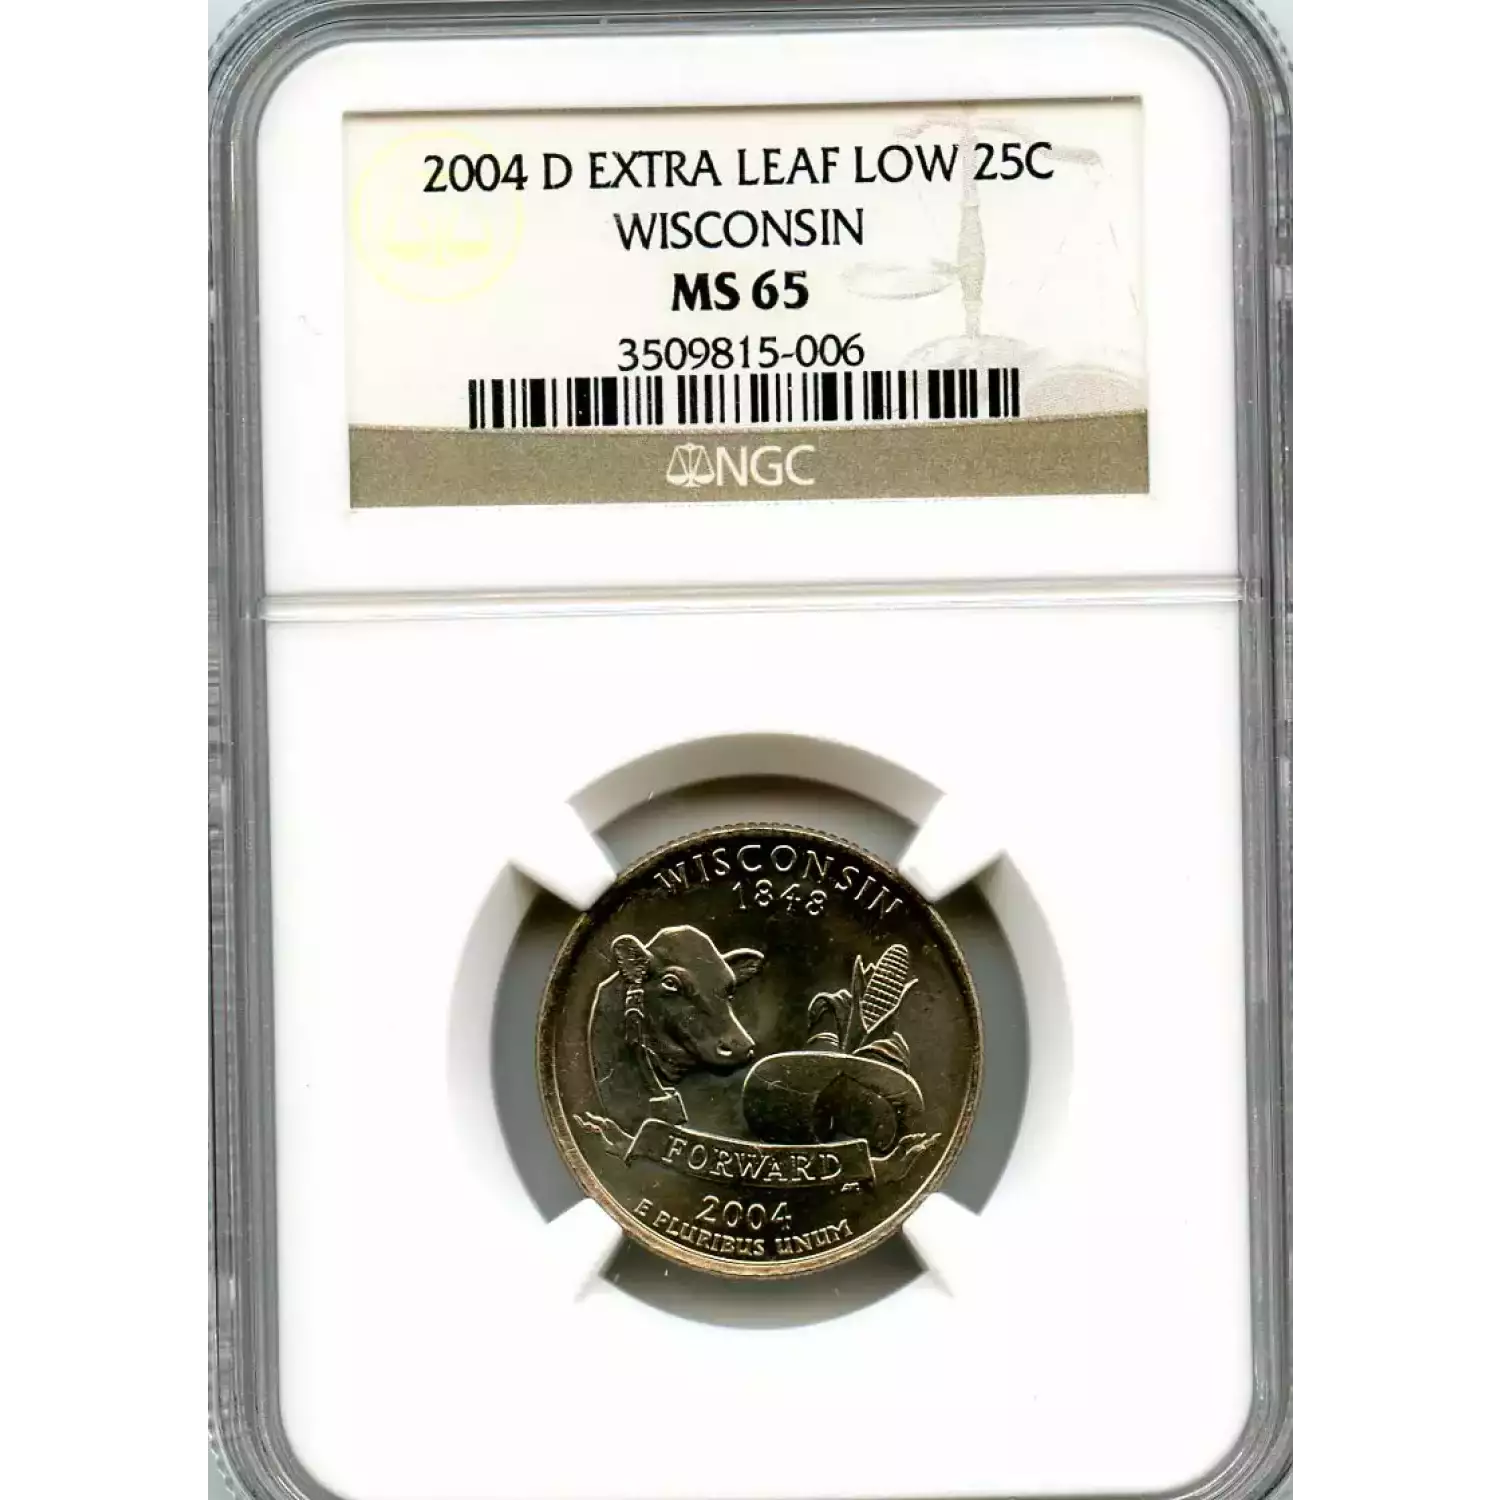 2004 D EXTRA LEAF LOW 25C
WISCONSIN
MS 65
3509815-006
NGC
WISCONSIN
1848
FORWARD
2004
E PLURIBUS UNUM